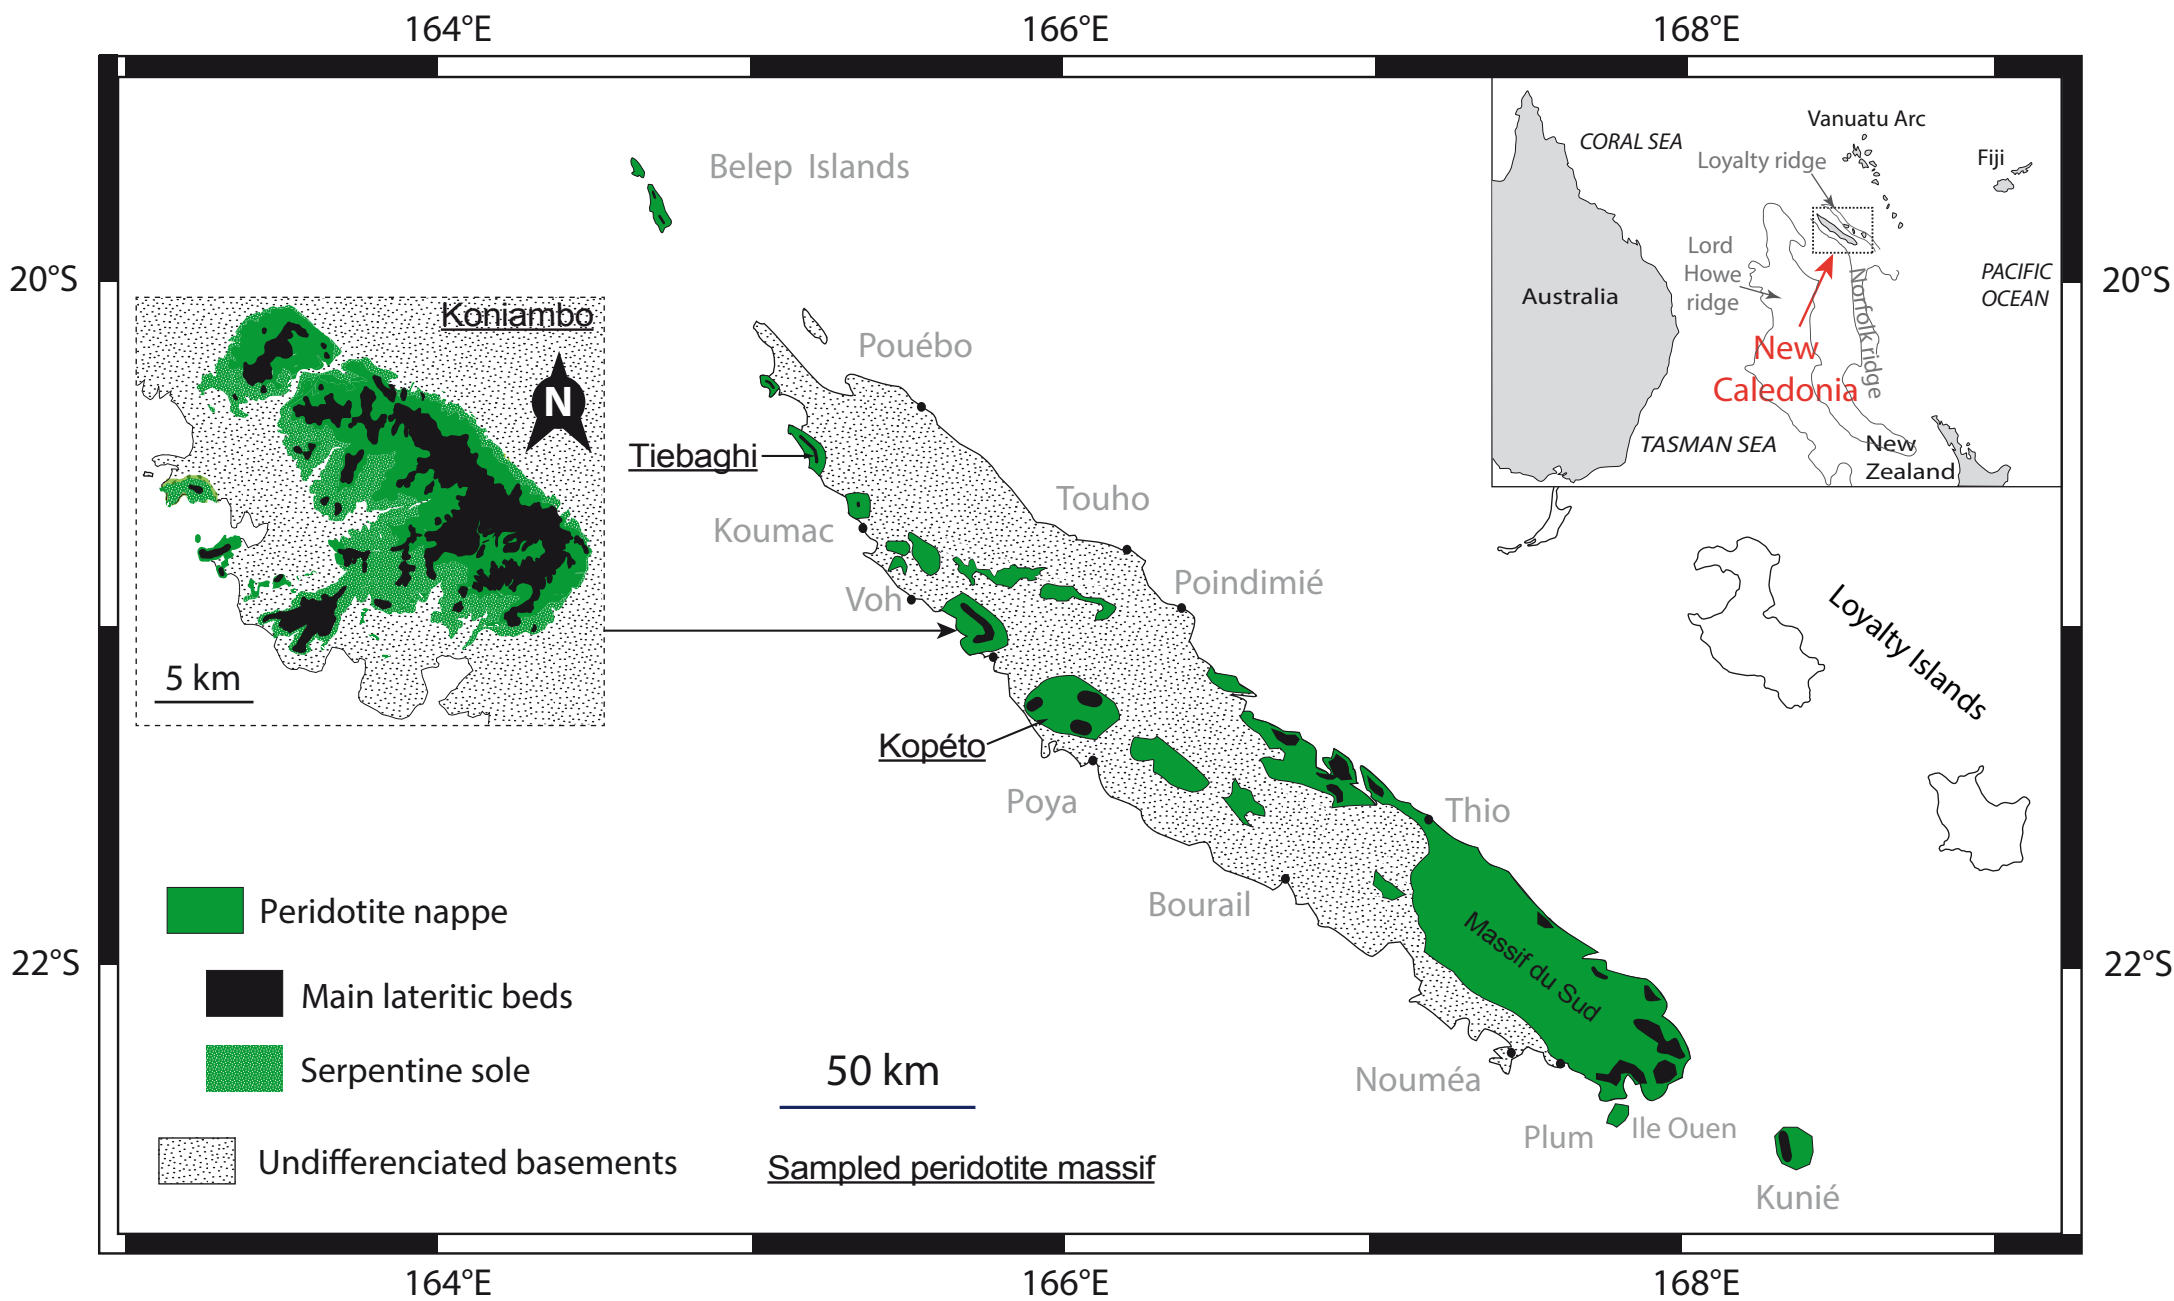 164°E
166°E
168°E
Belep Islands
CORAL SEA
Vanuatu Arc
Loyalty ridge
Fiji
Lord
Howe
ridge
PACIFIC
OCEAN
Australia
Norfolk ridge
New
Caledonia
TASMAN SEA
New
Zealand
20°S
20°S
Koniambo
N
5 km
Pouébo
Tiebaghi
Touho
Koumac
Poindimié
Voh
Loyalty Islands
Kopéto
Poya
Thio
Bourail
Massif du Sud
Peridotite nappe
22°S
22°S
Main lateritic beds
Serpentine sole
50 km
Nouméa
Plum
Ile Ouen
Undifferenciated basements
Sampled peridotite massif
Kunié
164°E
166°E
168°E